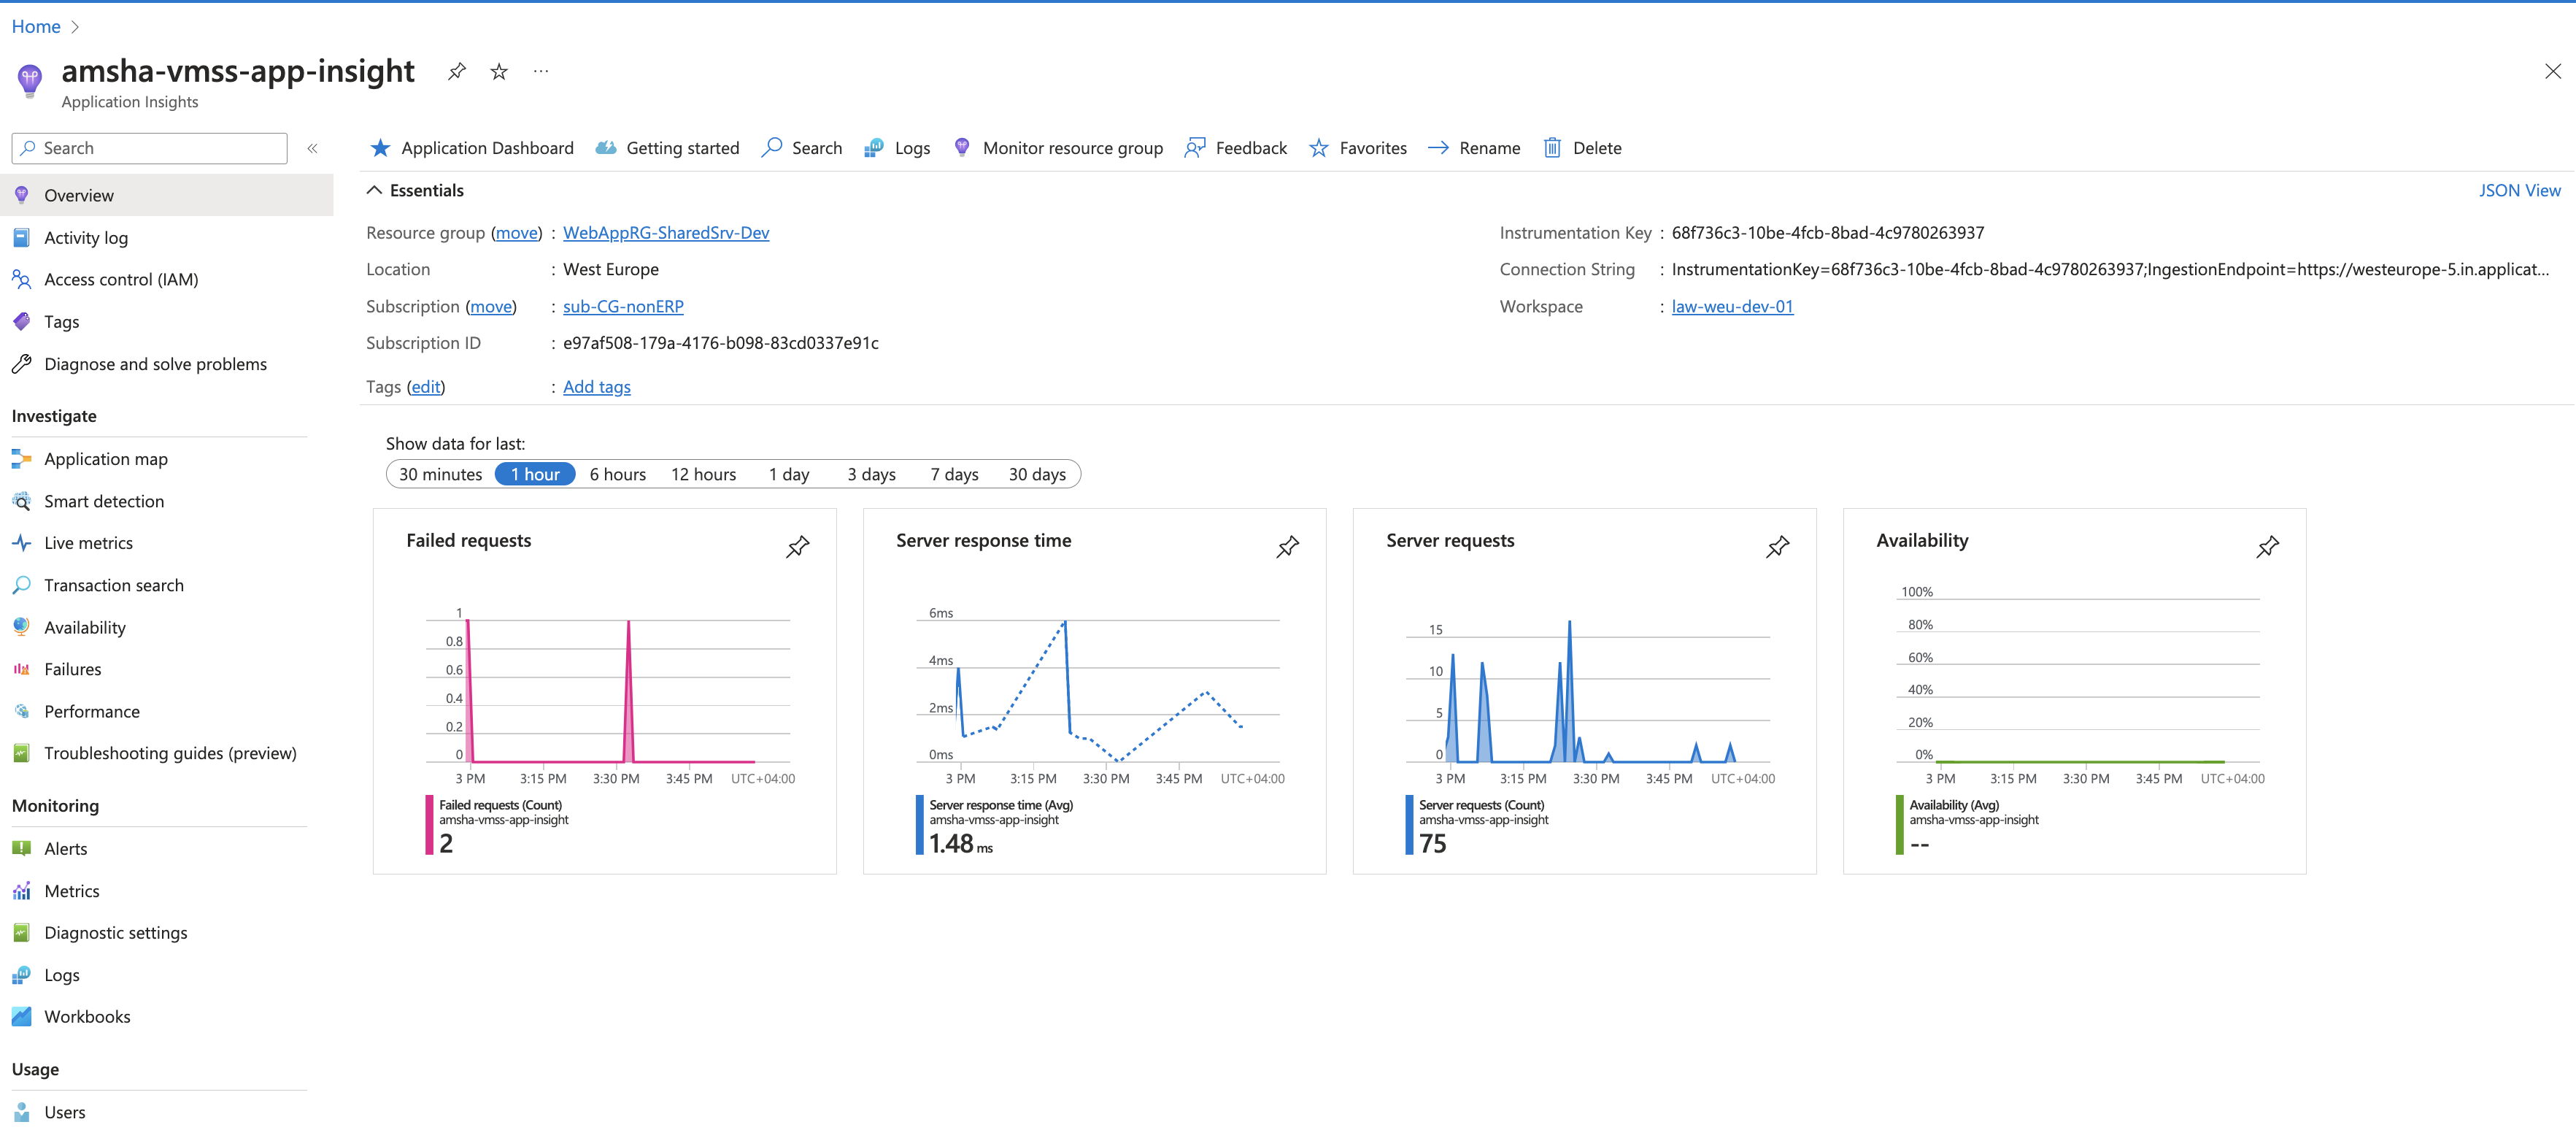 Home
amsha-vmss-app-insight
Application Insights
Search
Overview
Activity log
Access control (IAM)
Tags
Diagnose and solve problems
Investigate
Application map
Smart detection
Live metrics
Transaction search
Availability
Failures
Performance
Troubleshooting guides (preview)
Monitoring
Alerts
Metrics
Diagnostic settings
Logs
Workbooks
Usage
Users
Application Dashboard Getting started Search Logs Monitor resource group Feedback Favorites Rename Delete
Essentials
JSON View
Resource group (move) : WebAppRG-SharedSrv-Dev
Location : West Europe
Subscription (move) : sub-CG-nonERP
Subscription ID : e97af508-179a-4176-b098-83cd0337e91c
Tags (edit) : Add tags
Instrumentation Key : 68f736c3-10be-4fcb-8bad-4c9780263937
Connection String : InstrumentationKey=68f736c3-10be-4fcb-8bad-4c9780263937;IngestionEndpoint=https://westeurope-5.in.applicat...
Workspace : law-weu-dev-01
Show data for last:
30 minutes 1 hour 6 hours 12 hours 1 day 3 days 7 days 30 days
Failed requests
1
0.8
0.6
0.4
0.2
0
3 PM 3:15 PM 3:30 PM 3:45 PM UTC+04:00
Failed requests (Count)
amsha-vmss-app-insight
2
Server response time
6ms
4ms
2ms
0ms
3 PM 3:15 PM 3:30 PM 3:45 PM UTC+04:00
Server response time (Avg)
amsha-vmss-app-insight
1.48 ms
Server requests
15
10
5
0
3 PM 3:15 PM 3:30 PM 3:45 PM UTC+04:00
Server requests (Count)
amsha-vmss-app-insight
75
Availability
100%
80%
60%
40%
20%
0%
3 PM 3:15 PM 3:30 PM 3:45 PM UTC+04:00
Availability (Avg)
amsha-vmss-app-insight
--